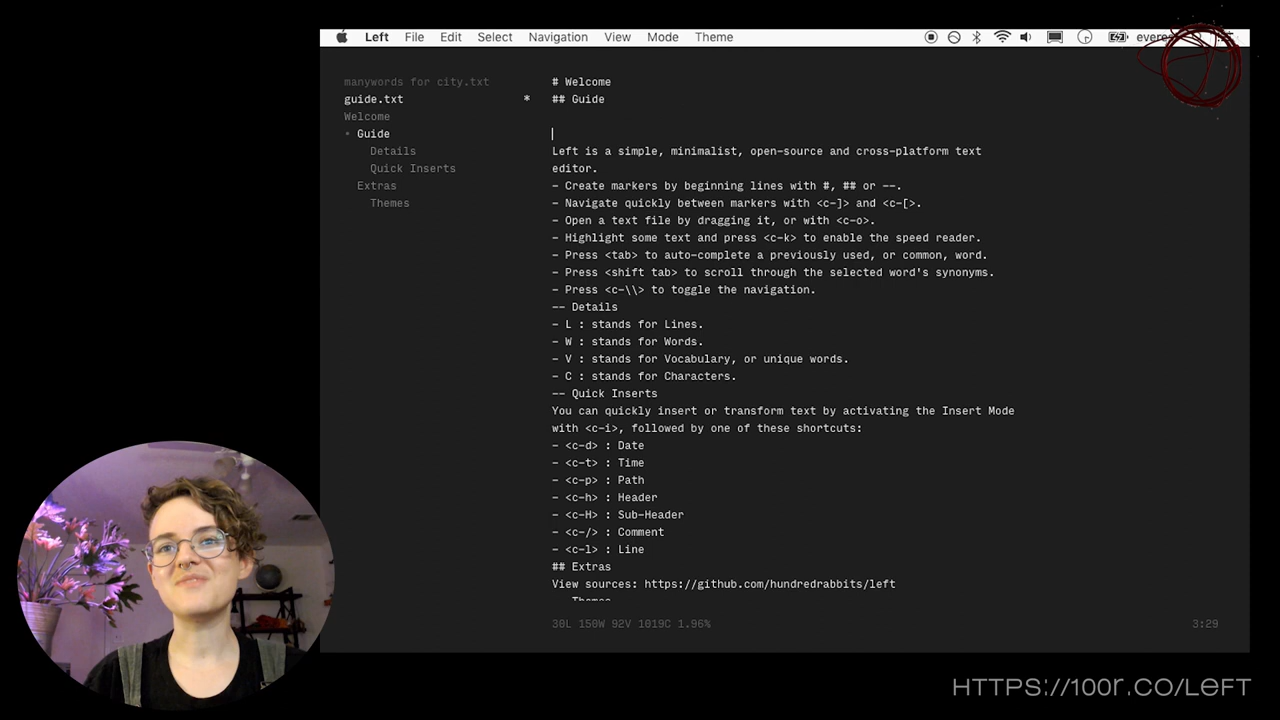 Left File Edit Select Navigation View Mode Theme
manywords for city.txt
guide.txt *
Welcome
Guide
Details
Quick Inserts
Extras
Themes
# Welcome
## Guide
Left is a simple, minimalist, open-source and cross-platform text
editor.
- Create markers by beginning lines with #, ## or --.
- Navigate quickly between markers with <c-]> and <c-[>.
- Open a text file by dragging it, or with <c-o>.
- Highlight some text and press <c-k> to enable the speed reader.
- Press <tab> to auto-complete a previously used, or common, word.
- Press <shift tab> to scroll through the selected word's synonyms.
- Press <c-\\> to toggle the navigation.
-- Details
- L : stands for Lines.
- W : stands for Words.
- V : stands for Vocabulary, or unique words.
- C : stands for Characters.
-- Quick Inserts
You can quickly insert or transform text by activating the Insert Mode
with <c-i>, followed by one of these shortcuts:
- <c-d> : Date
- <c-t> : Time
- <c-p> : Path
- <c-h> : Header
- <c-H> : Sub-Header
- <c-/> : Comment
- <c-l> : Line
## Extras
View sources: https://github.com/hundredrabbits/left
30L 150W 92V 1019C 1.96%
3:29
HTTPS://100R.CO/LEFT